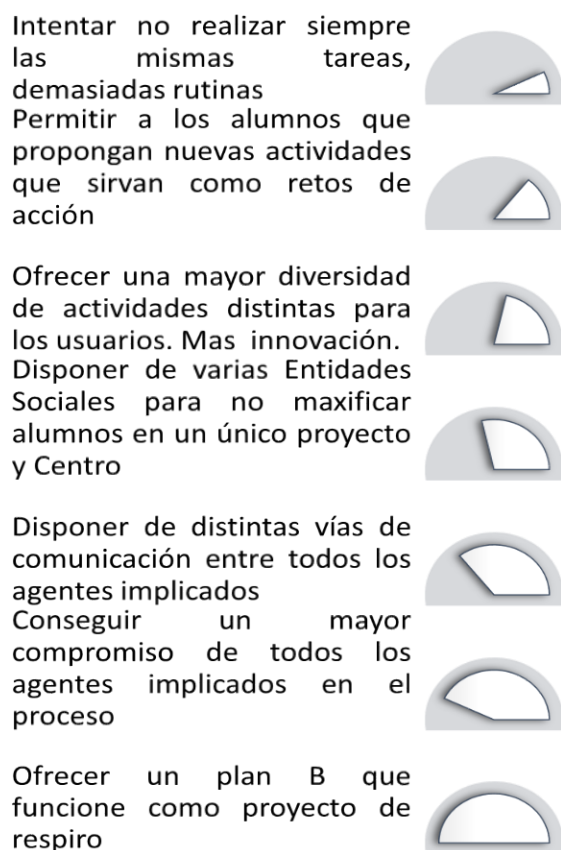 Intentar no realizar siempre
las mismas tareas,
demasiadas rutinas
Permitir a los alumnos que
propongan nuevas actividades
que sirvan como retos de
acción
Ofrecer una mayor diversidad
de actividades distintas para
los usuarios. Mas innovación.
Disponer de varias Entidades
Sociales para no maxificar
alumnos en un único proyecto
y Centro
Disponer de distintas vías de
comunicación entre todos los
agentes implicados
Conseguir un mayor
compromiso de todos los
agentes implicados en el
proceso
Ofrecer un plan B que
funcione como proyecto de
respiro